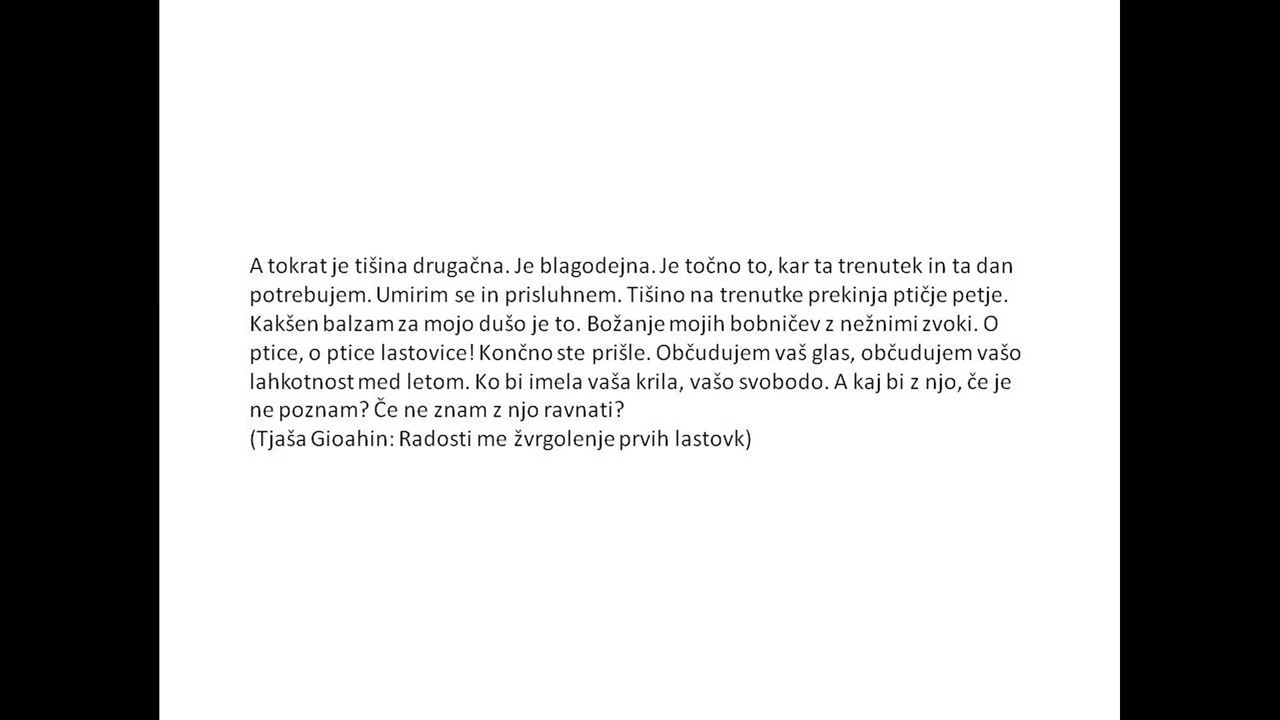 A tokrat je tišina drugačna. Je blagodejna. Je točno to, kar ta trenutek in ta dan
potrebujem. Umirim se in prisluhnem. Tišino na trenutke prekinja ptičje petje.
Kakšen balzam za mojo dušo je to. Božanje mojih bobničev z nežnimi zvoki. O
ptice, o ptice lastovice! Končno ste prišle. Občudujem vaš glas, občudujem vašo
lahkotnost med letom. Ko bi imela vaša krila, vašo svobodo. A kaj bi z njo, če je
ne poznam? Če ne znam z njo ravnati?
(Tjaša Gioahin: Radosti me žvrgolenje prvih lastovk)